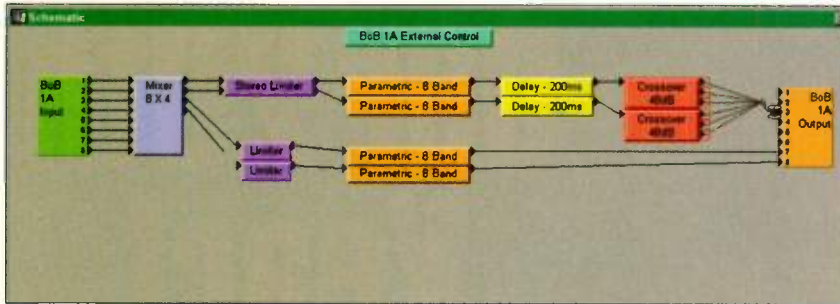 Schematic
BoB 1A External Control
BoB
1A
Input
1
2
3
4
5
6
7
8
Mixer
8 X 4
Stereo Limiter
Limiter
Limiter
Parametric - 8 Band
Parametric - 8 Band
Parametric - 8 Band
Parametric - 8 Band
Delay - 200ms
Delay - 200ms
Crossover
48dB
Crossover
48dB
1
2
3
4
5
6
7
8
BoB
1A
Output